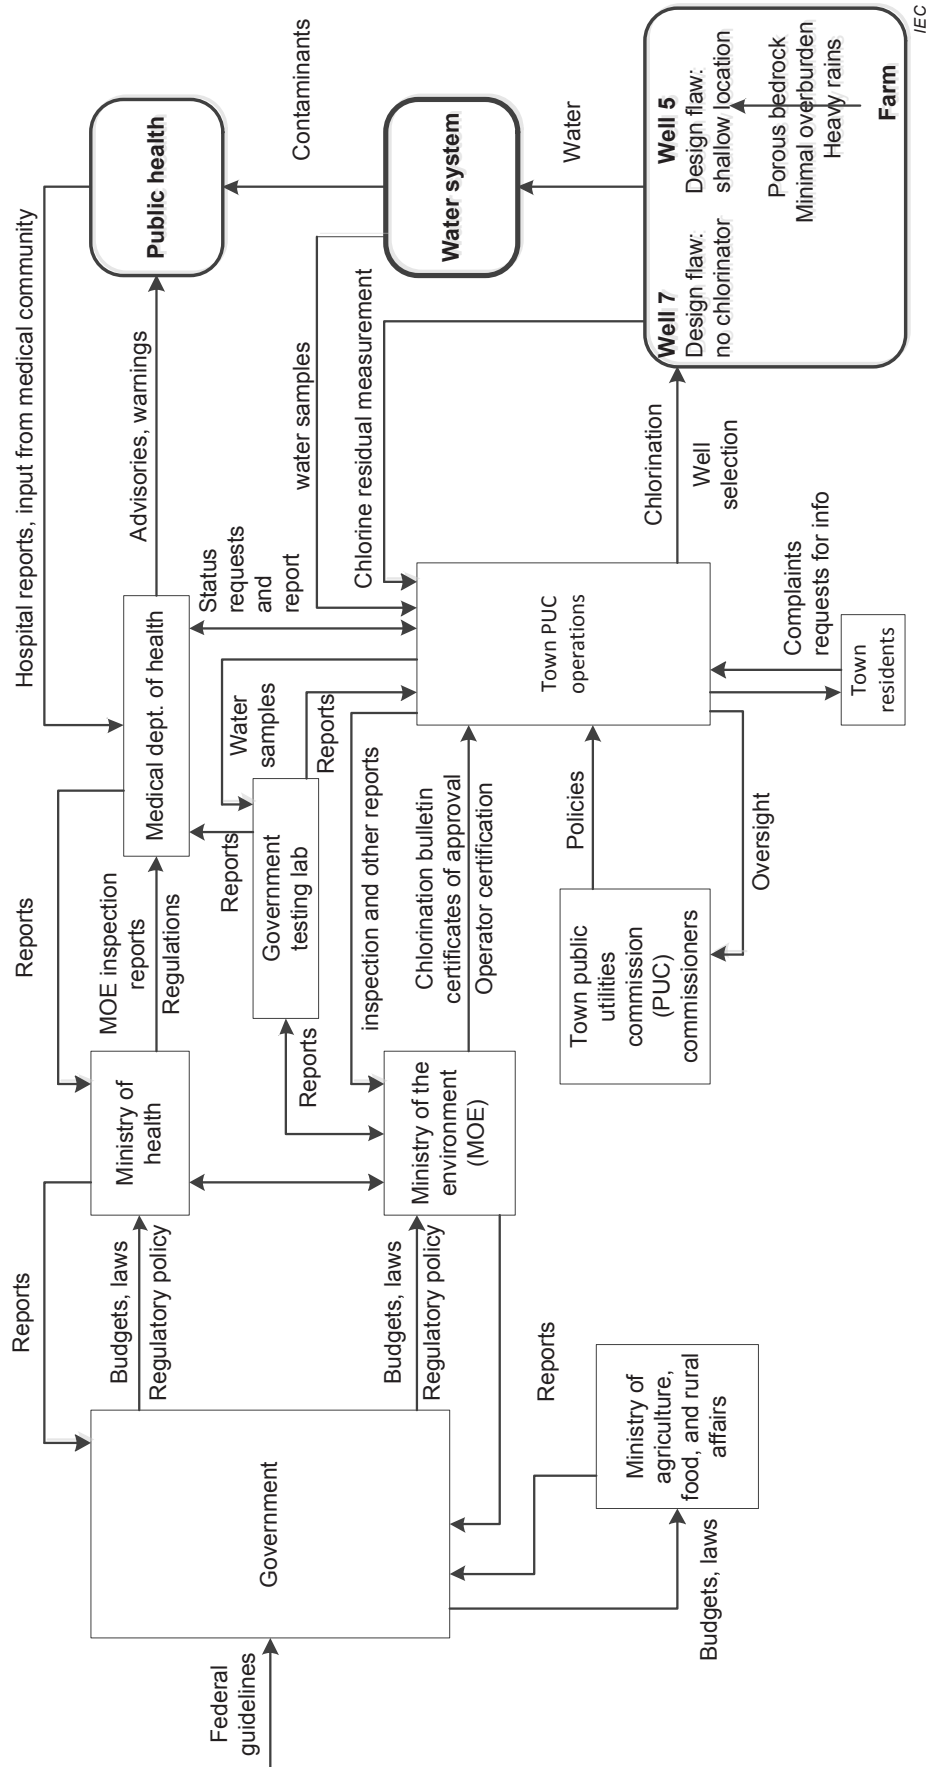 Hospital reports, input from medical community
Reports
Reports
Public health
Contaminants
Advisories, warnings
Medical dept. of health
MOE inspection
reports
Regulations
Ministry of
health
Budgets, laws
Regulatory policy
Water system
water samples
Status
requests
and
report
Water
samples
Reports
Reports
Government
testing lab
Reports
Water
Chlorine residual measurement
inspection and other reports
Chlorination bulletin
certificates of approval
Operator certification
Ministry of the
environment
(MOE)
Budgets, laws
Regulatory policy
Government
Federal
guidelines
Well 7
Design flaw:
no chlorinator
Well 5
Design flaw:
shallow location
Porous bedrock
Minimal overburden
Heavy rains
Farm
Chlorination
Well
selection
Town PUC
operations
Policies
Town public
utilities
commission
(PUC)
commissioners
Oversight
Complaints
requests for info
Town
residents
Reports
Ministry of
agriculture,
food, and rural
affairs
Budgets, laws
IEC